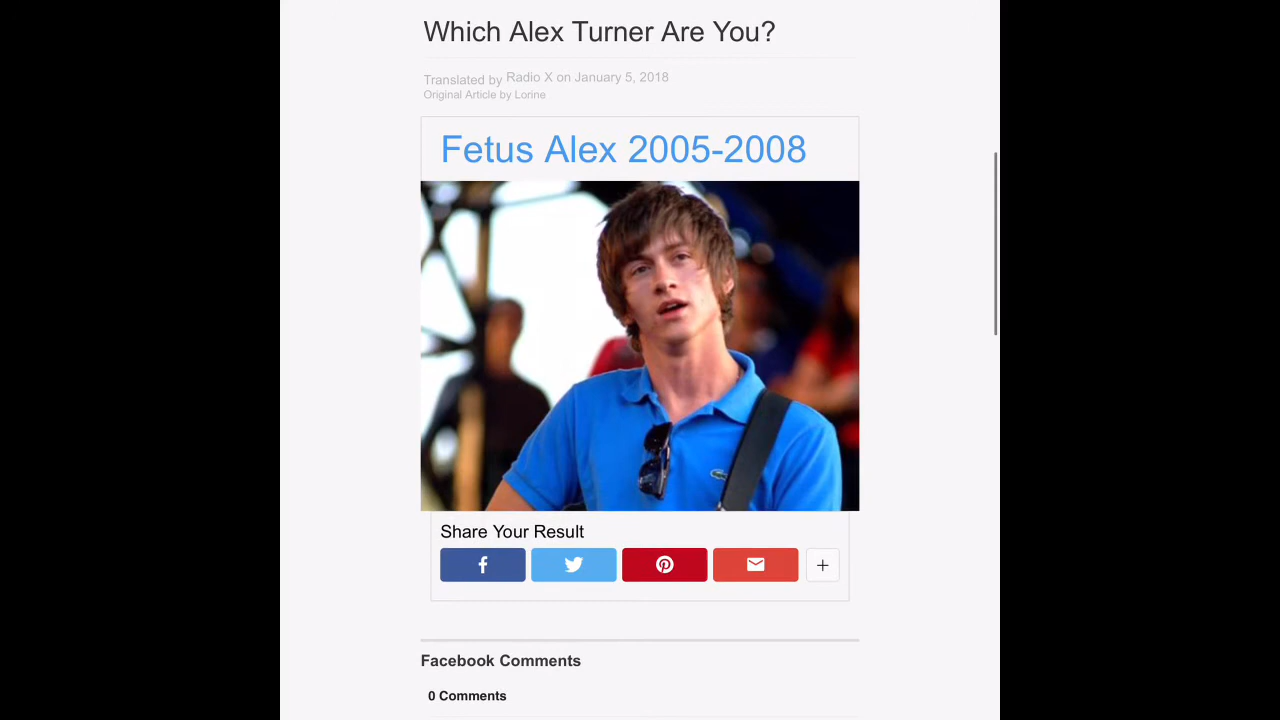 Which Alex Turner Are You?
Translated by Radio X on January 5, 2018
Original Article by Lorine
Fetus Alex 2005-2008
Share Your Result
Facebook Comments
0 Comments